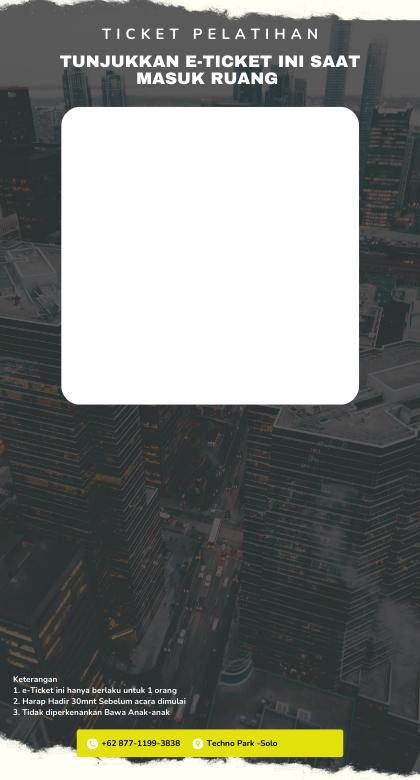 TICKET PELATIHAN
TUNJUKKAN E-TICKET INI SAAT
MASUK RUANG
Keterangan
1. e-Ticket ini hanya berlaku untuk 1 orang
2. Harap Hadir 30mnt Sebelum acara dimulai
3. Tidak diperkenankan Bawa Anak-anak
+62 877-1199-3838 Techno Park -Solo